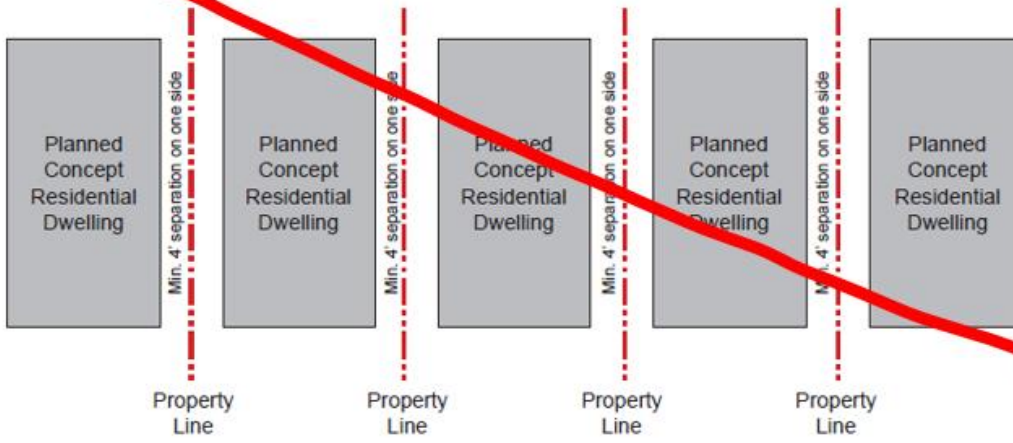 Planned
Concept
Residential
Dwelling
Min. 4' separation on one side
Planned
Concept
Residential
Dwelling
Min. 4' separation on one side
Planned
Concept
Residential
Dwelling
Min. 4' separation on one side
Planned
Concept
Residential
Dwelling
Min. 4' separation on one side
Planned
Concept
Residential
Dwelling
Property
Line
Property
Line
Property
Line
Property
Line